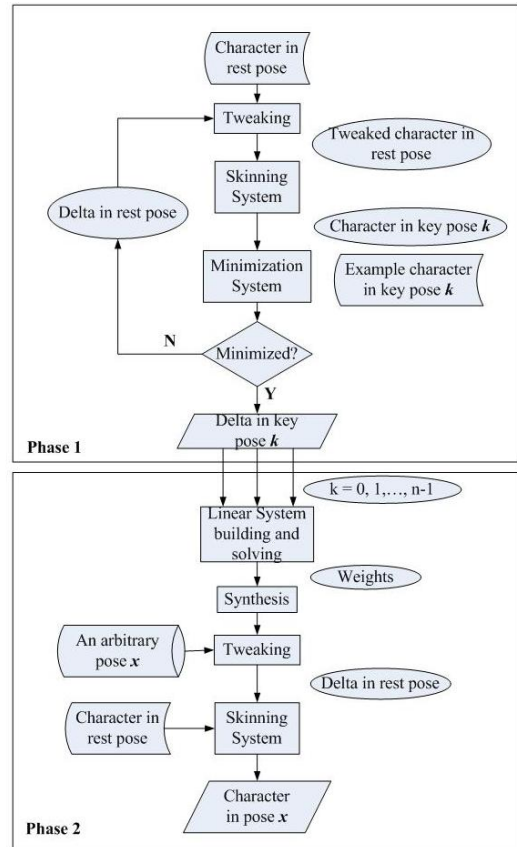 Character in
rest pose
Tweaking
Tweaked character in
rest pose
Skinning
System
Delta in rest pose
Character in key pose k
Minimization
System
Example character
in key pose k
N
Minimized?
Y
Delta in key
pose k
Phase 1
k = 0, 1,…, n-1
Linear System
building and
solving
Weights
Synthesis
An arbitrary
pose x
Tweaking
Delta in rest pose
Character in
rest pose
Skinning
System
Character
in pose x
Phase 2